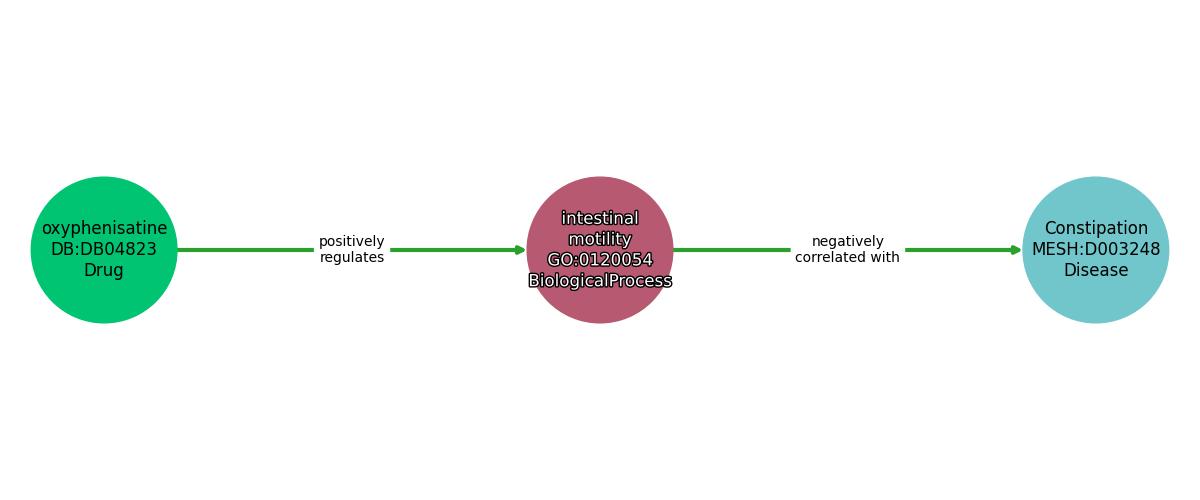 oxyphenisatine
DB:DB04823
Drug
positively
regulates
intestinal
motility
GO:0120054
BiologicalProcess
negatively
correlated with
Constipation
MESH:D003248
Disease